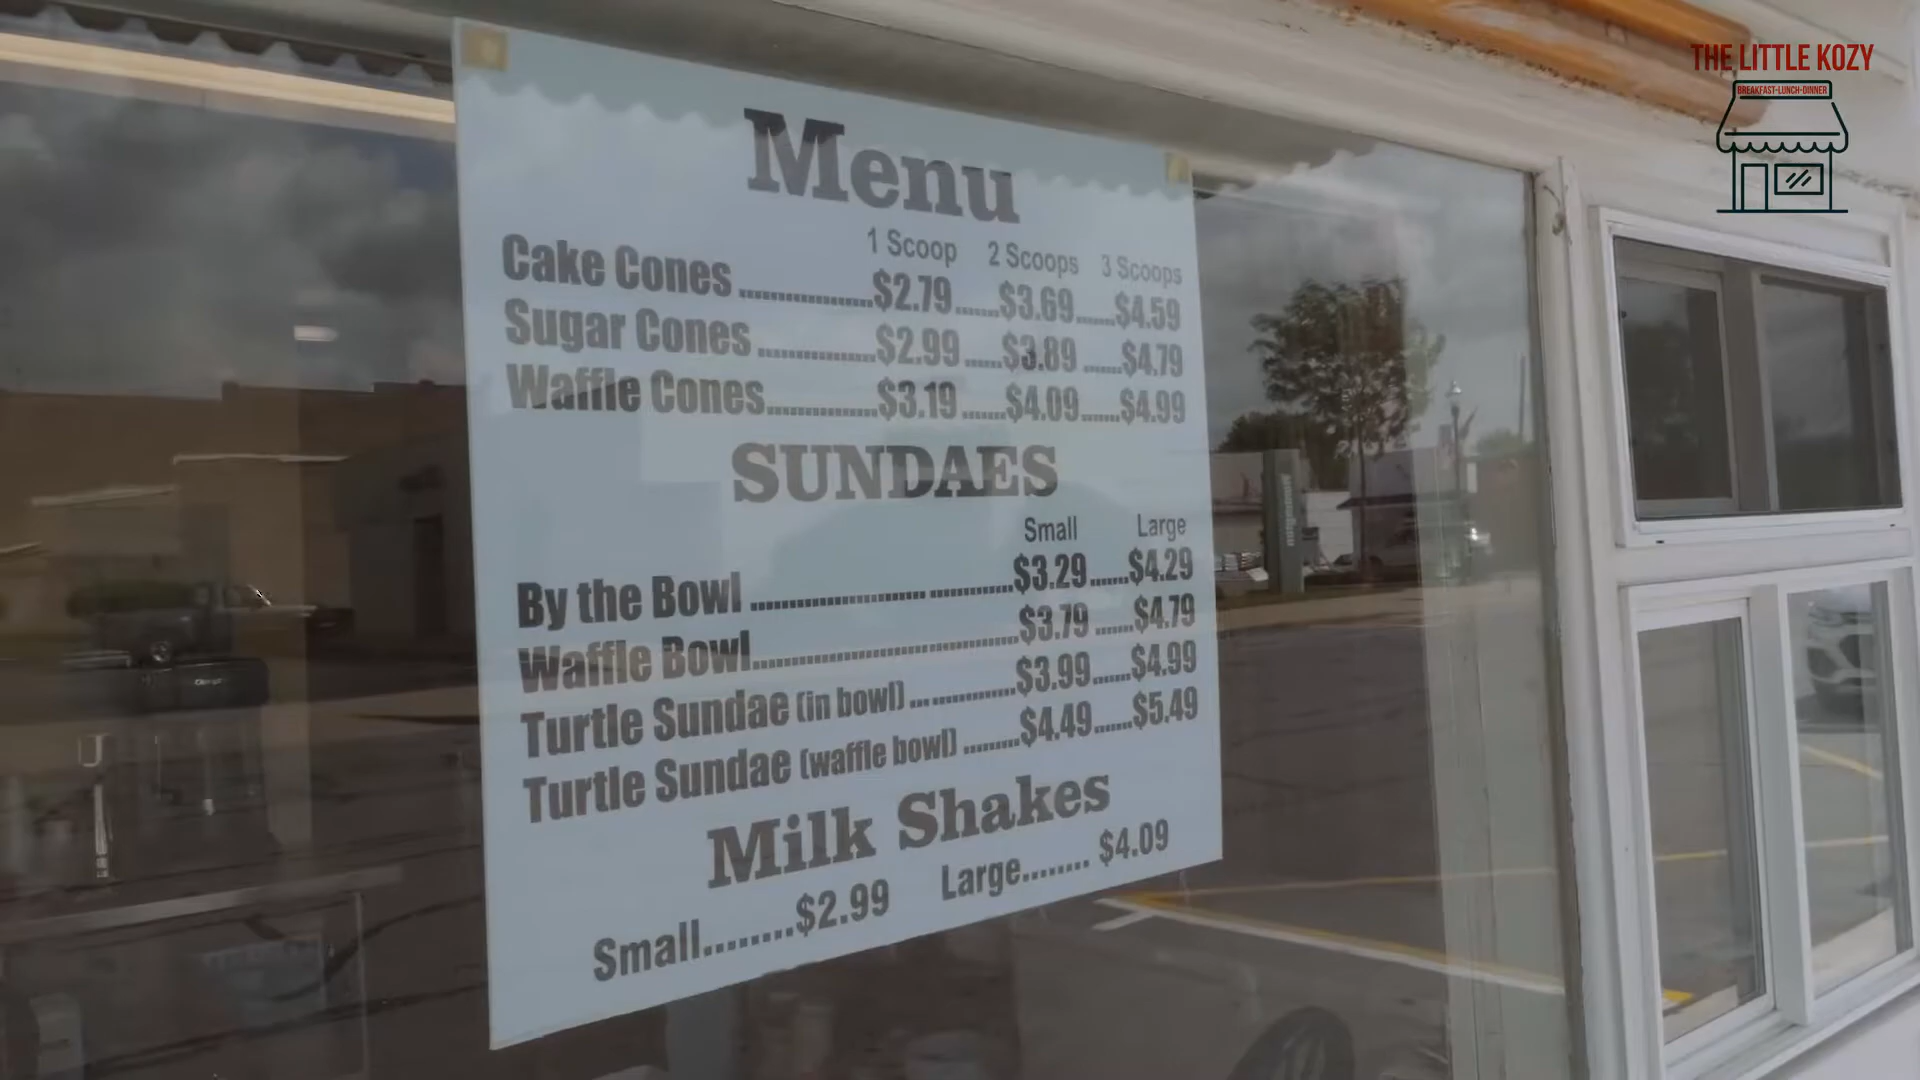 THE LITTLE KOZY
BREAKFAST-LUNCH-DINNER
Menu
1 Scoop 2 Scoops 3 Scoops
Cake Cones ................$2.79......$3.69......$4.59
Sugar Cones ................$2.99......$3.89......$4.79
Waffle Cones................$3.19......$4.09......$4.99
SUNDAES
Small Large
By the Bowl ................................$3.29......$4.29
Waffle Bowl................................$3.79......$4.79
Turtle Sundae (in bowl)................$3.99......$4.99
Turtle Sundae (waffle bowl) .........$4.49......$5.49
Milk Shakes
Small.........$2.99 Large........ $4.09